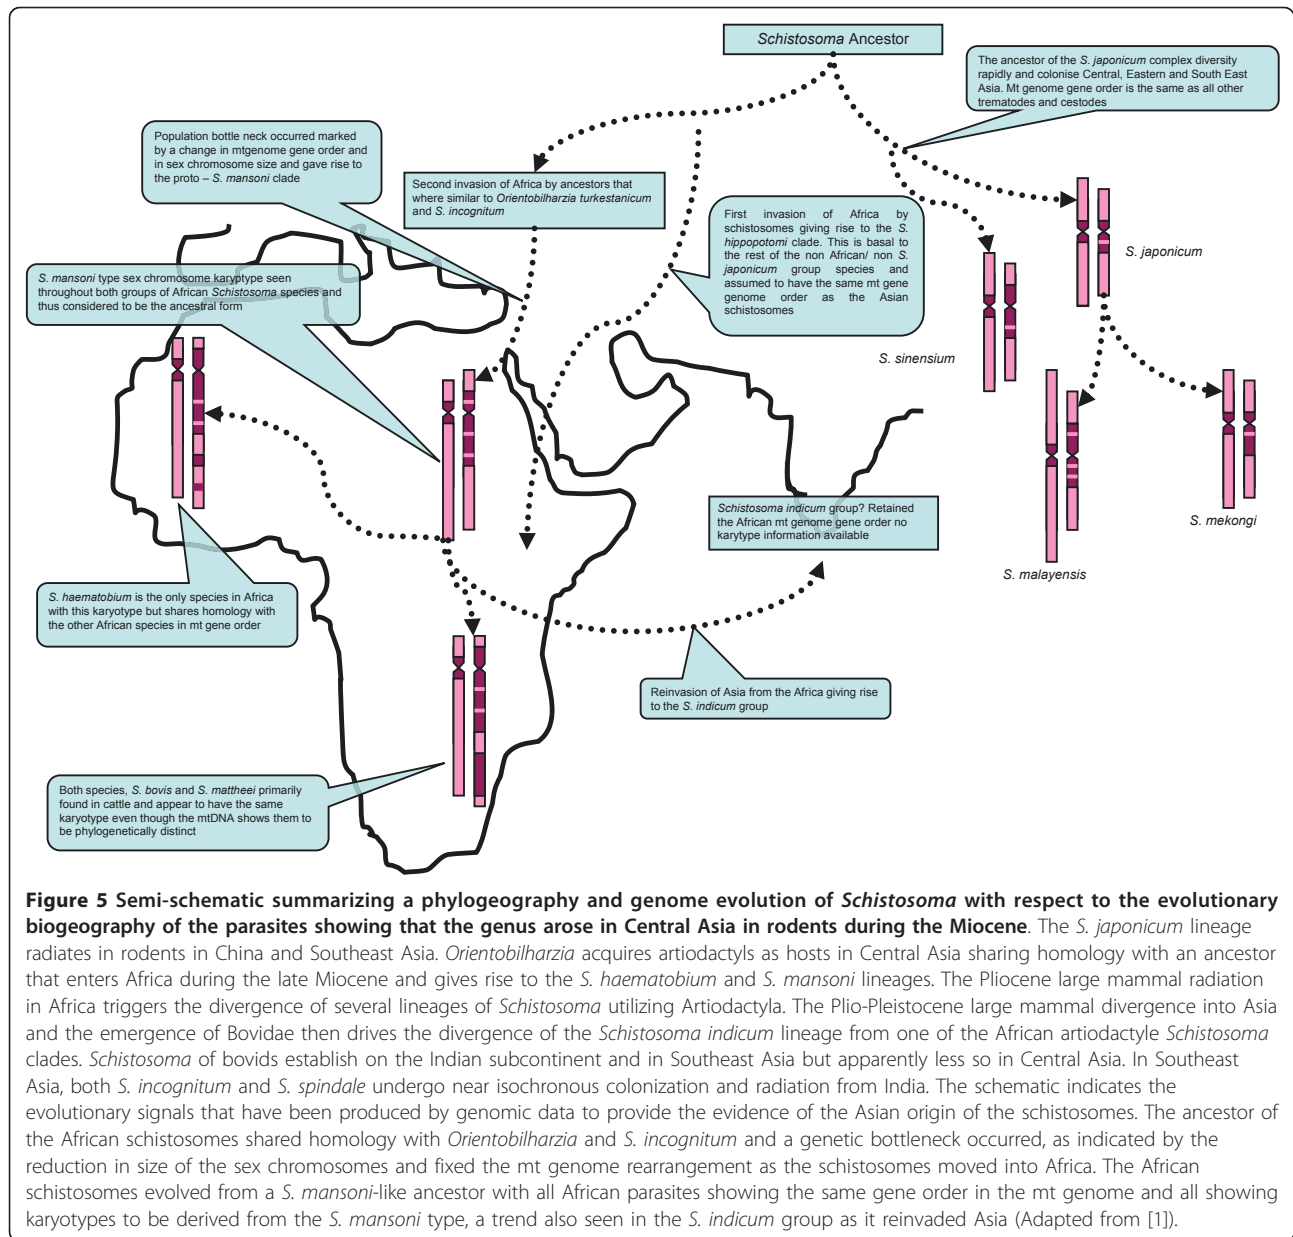 Schistosoma Ancestor
The ancestor of the S. japonicum complex diversity
rapidly and colonise Central, Eastern and South East
Asia. Mt genome gene order is the same as all other
trematodes and cestodes
Population bottle neck occurred marked
by a change in mtgenome gene order and
in sex chromosome size and gave rise to
the proto – S. mansoni clade
Second invasion of Africa by ancestors that
where similar to Orientobilharzia turkestanicum
and S. incognitum
First invasion of Africa by
schistosomes giving rise to the S.
hippopotomi clade. This is basal to
the rest of the non African/ non S.
japonicum group species and
assumed to have the same mt gene
genome order as the Asian
schistosomes
S. mansoni type sex chromosome karyptype seen
throughout both groups of African Schistosoma species and
thus considered to be the ancestral form
S. japonicum
S. sinensium
S. mekongi
S. malayensis
Schistosoma indicum group? Retained
the African mt genome gene order no
karytype information available
S. haematobium is the only species in Africa
with this karyotype but shares homology with
the other African species in mt gene order
Reinvasion of Asia from the Africa giving rise
to the S. indicum group
Both species, S. bovis and S. mattheei primarily
found in cattle and appear to have the same
karyotype even though the mtDNA shows them to
be phylogenetically distinct
Figure 5 Semi-schematic summarizing a phylogeography and genome evolution of Schistosoma with respect to the evolutionary
biogeography of the parasites showing that the genus arose in Central Asia in rodents during the Miocene. The S. japonicum lineage
radiates in rodents in China and Southeast Asia. Orientobilharzia acquires artiodactyls as hosts in Central Asia sharing homology with an ancestor
that enters Africa during the late Miocene and gives rise to the S. haematobium and S. mansoni lineages. The Pliocene large mammal radiation
in Africa triggers the divergence of several lineages of Schistosoma utilizing Artiodactyla. The Plio-Pleistocene large mammal divergence into Asia
and the emergence of Bovidae then drives the divergence of the Schistosoma indicum lineage from one of the African artiodactyle Schistosoma
clades. Schistosoma of bovids establish on the Indian subcontinent and in Southeast Asia but apparently less so in Central Asia. In Southeast
Asia, both S. incognitum and S. spindale undergo near isochronous colonization and radiation from India. The schematic indicates the
evolutionary signals that have been produced by genomic data to provide the evidence of the Asian origin of the schistosomes. The ancestor of
the African schistosomes shared homology with Orientobilharzia and S. incognitum and a genetic bottleneck occurred, as indicated by the
reduction in size of the sex chromosomes and fixed the mt genome rearrangement as the schistosomes moved into Africa. The African
schistosomes evolved from a S. mansoni-like ancestor with all African parasites showing the same gene order in the mt genome and all showing
karyotypes to be derived from the S. mansoni type, a trend also seen in the S. indicum group as it reinvaded Asia (Adapted from [1]).